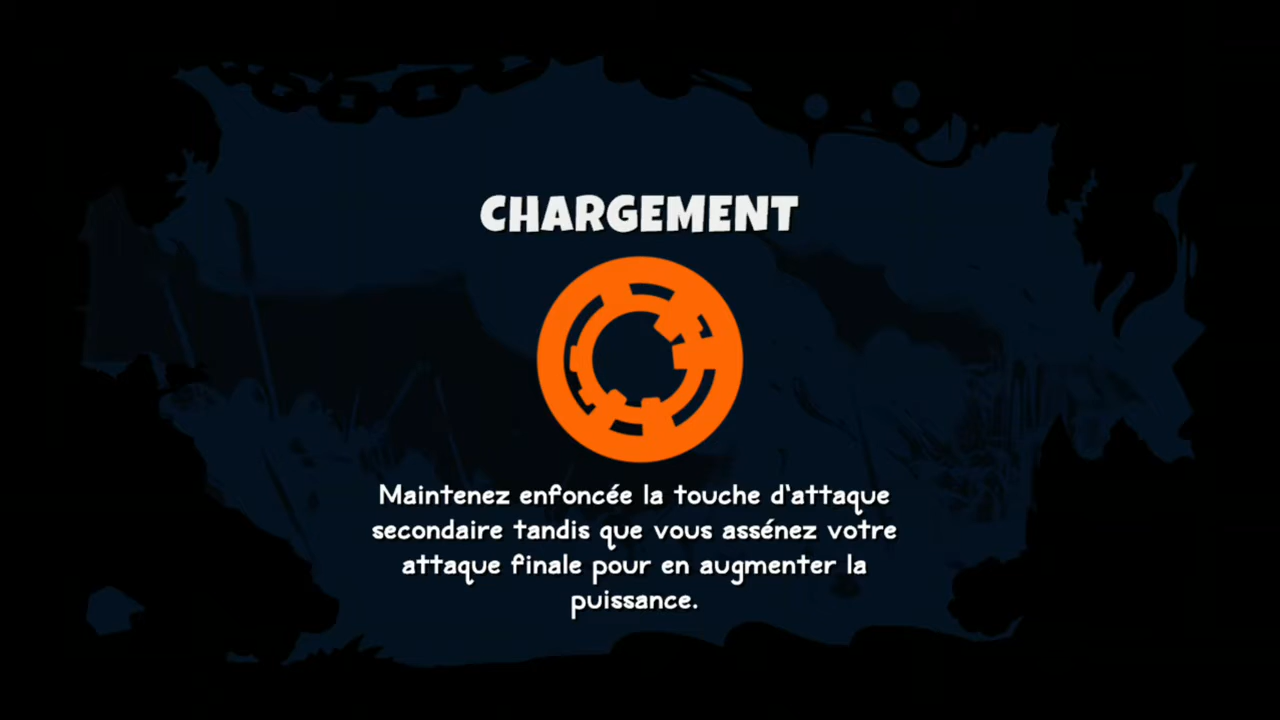 CHARGEMENT
Maintenez enfoncée la touche d'attaque
secondaire tandis que vous assénez votre
attaque finale pour en augmenter la
puissance.